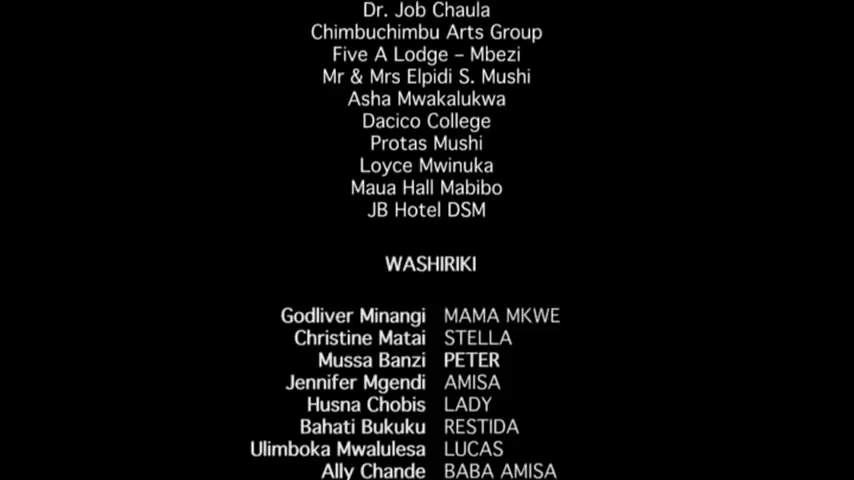 Dr. Job Chaula
Chimbuchimbu Arts Group
Five A Lodge – Mbezi
Mr & Mrs Elpidi S. Mushi
Asha Mwakalukwa
Dacico College
Protas Mushi
Loyce Mwinuka
Maua Hall Mabibo
JB Hotel DSM
WASHIRIKI
Godliver Minangi MAMA MKWE
Christine Matai STELLA
Mussa Banzi PETER
Jennifer Mgendi AMISA
Husna Chobis LADY
Bahati Bukuku RESTIDA
Ulimboka Mwalulesa LUCAS
Ally Chande BABA AMISA